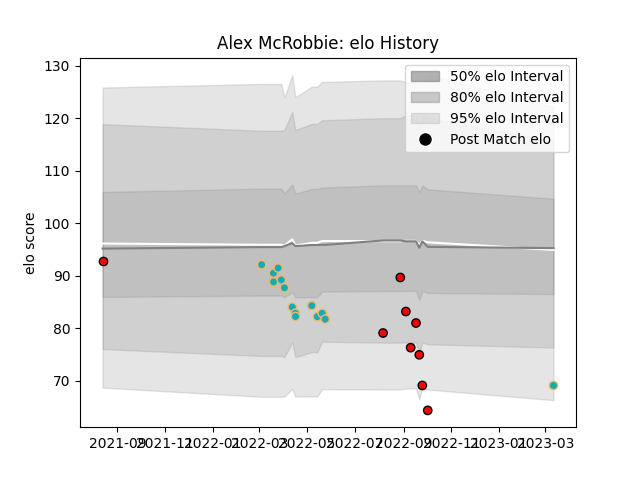 Alex McRobbie: elo History
130
120
110
100
90
80
70
elo score
50% elo Interval
80% elo Interval
95% elo Interval
Post Match elo
2021-09 2021-11 2022-01 2022-03 2022-05 2022-07 2022-09 2022-11 2023-01 2023-03